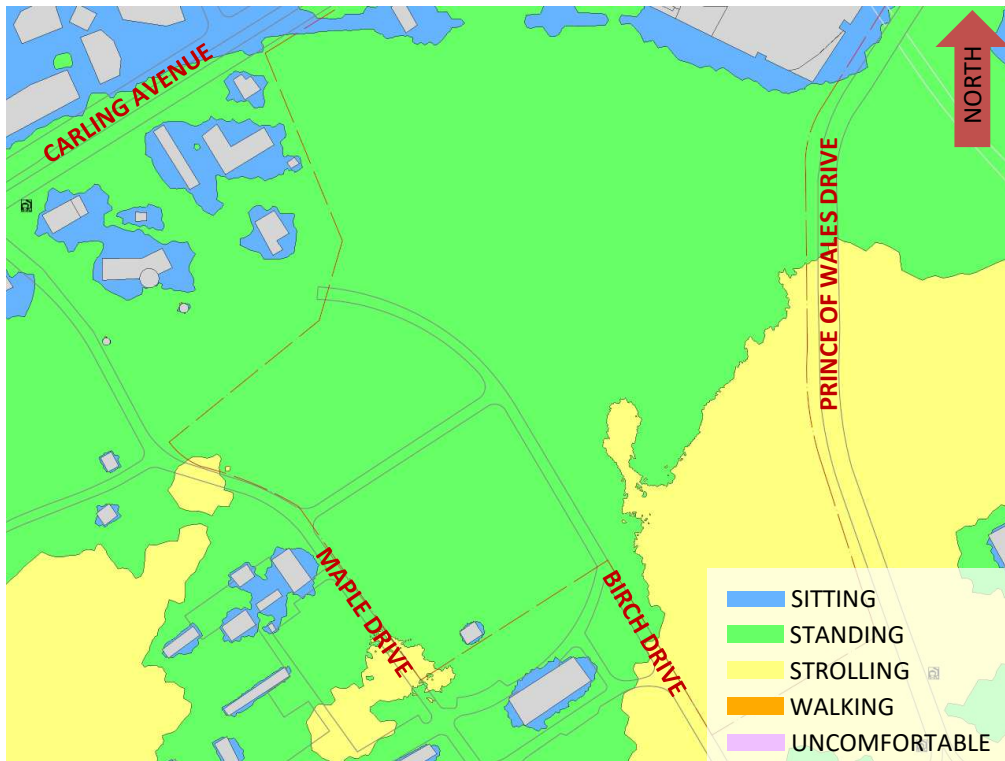 CARLING AVENUE
NORTH
PRINCE OF WALES DRIVE
MAPLE DRIVE
BIRCH DRIVE
SITTING
STANDING
STROLLING
WALKING
UNCOMFORTABLE